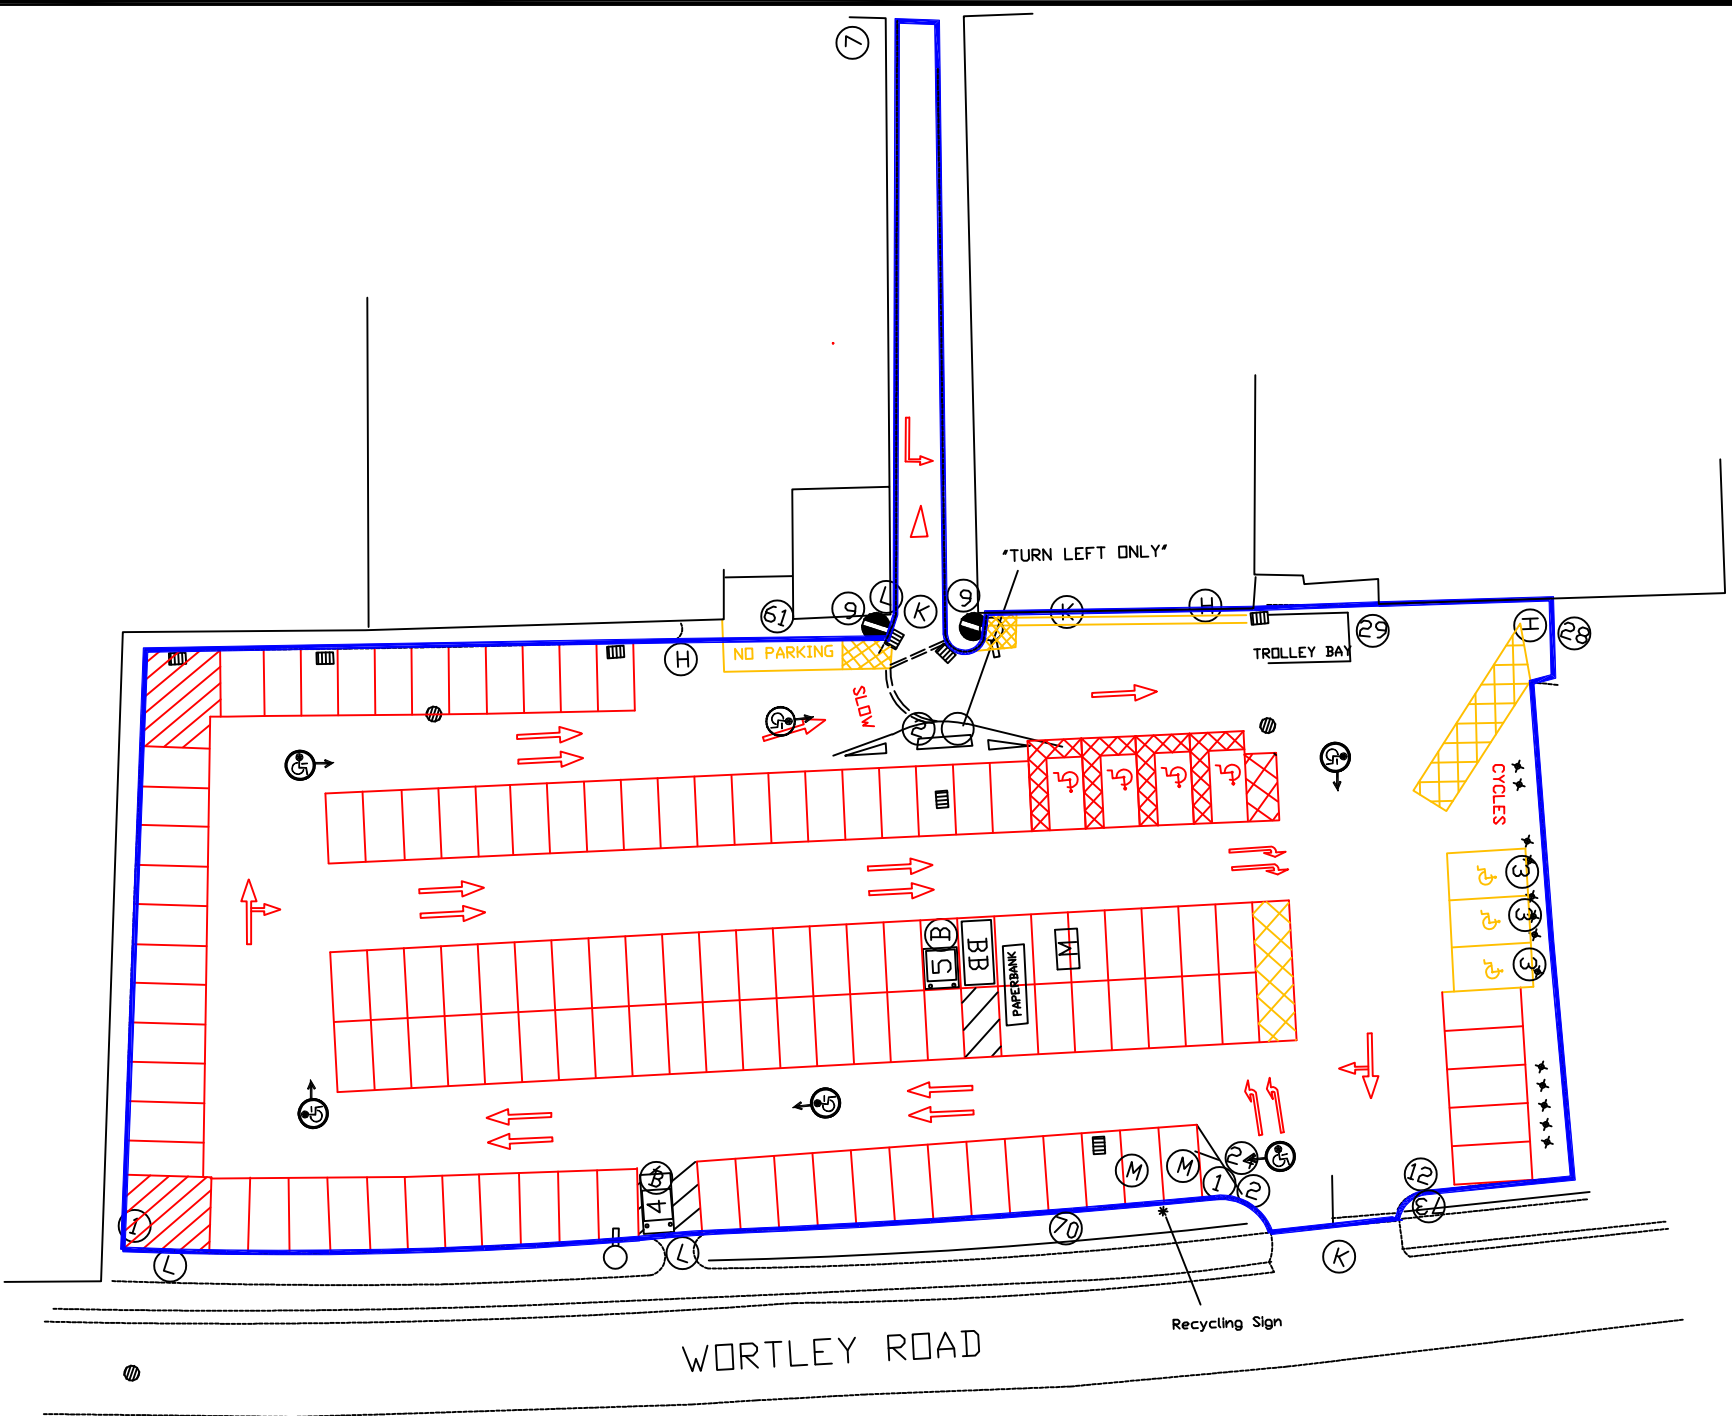 7
"TURN LEFT ONLY"
61
9
L
K
9
K
H
29
H
28
H
NO PARKING
TROLLEY BAY
SLOW
2
CYCLES
3
B
5
BB
M
3
PAPERBANK
3
B
4
M
M
24
1
2
12
73
1
L
L
70
K
Recycling Sign
WORTLEY ROAD